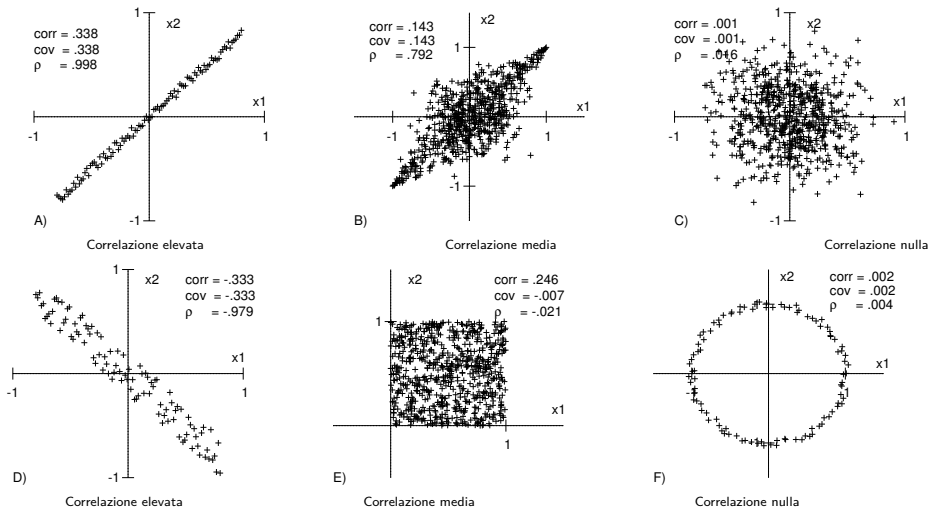 1
x2
corr = .338
cov = .338
ρ = .998
x1
-1
1
-1
A)
Correlazione elevata
x2
corr = .143
cov = .143
ρ = .792
1
x1
-1
1
-1
B)
Correlazione media
corr = .001
cov = .001
ρ = .016
1
x2
x1
-1
1
-1
C)
Correlazione nulla
1
x2
corr = -.333
cov = -.333
ρ = -.979
x1
-1
1
-1
D)
Correlazione elevata
x2
corr = .246
cov = -.007
ρ = -.021
1
x1
1
E)
Correlazione media
x2
corr = .002
cov = .002
ρ = .004
x1
F)
Correlazione nulla